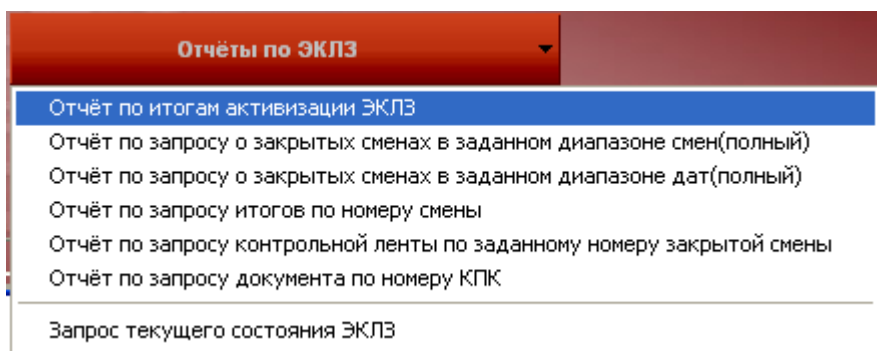 Отчёты по ЭКЛЗ
Отчёт по итогам активизации ЭКЛЗ
Отчёт по запросу о закрытых сменах в заданном диапазоне смен(полный)
Отчёт по запросу о закрытых сменах в заданном диапазоне дат(полный)
Отчёт по запросу итогов по номеру смены
Отчёт по запросу контрольной ленты по заданному номеру закрытой смены
Отчёт по запросу документа по номеру КПК
Запрос текущего состояния ЭКЛЗ